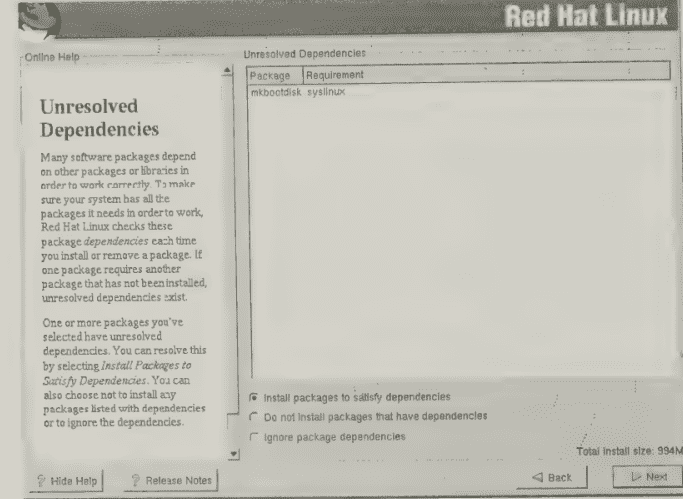 Red Hat Linux
Online Help
Unresolved
Dependencies
Many software packages depend
on other packages or libraries in
order to work correctly. To make
sure your system has all the
packages it needs in order to work,
Red Hat Linux checks these
package dependencies each time
you install or remove a package. If
one package requires another
package that has not been installed,
unresolved dependencies exist.
One or more packages you've
selected have unresolved
dependencies. You can resolve this
by selecting Install Packages to
Satisfy Dependencies. You can
also choose not to install any
packages listed with dependencies
or to ignore the dependencies.
Hide Help
Release Notes
Unresolved Dependencies
Package Requirement
mkbootdisk syslinux
Install packages to satisfy dependencies
Do not install packages that have dependencies
Ignore package dependencies
Total install size: 994M
Back
Next